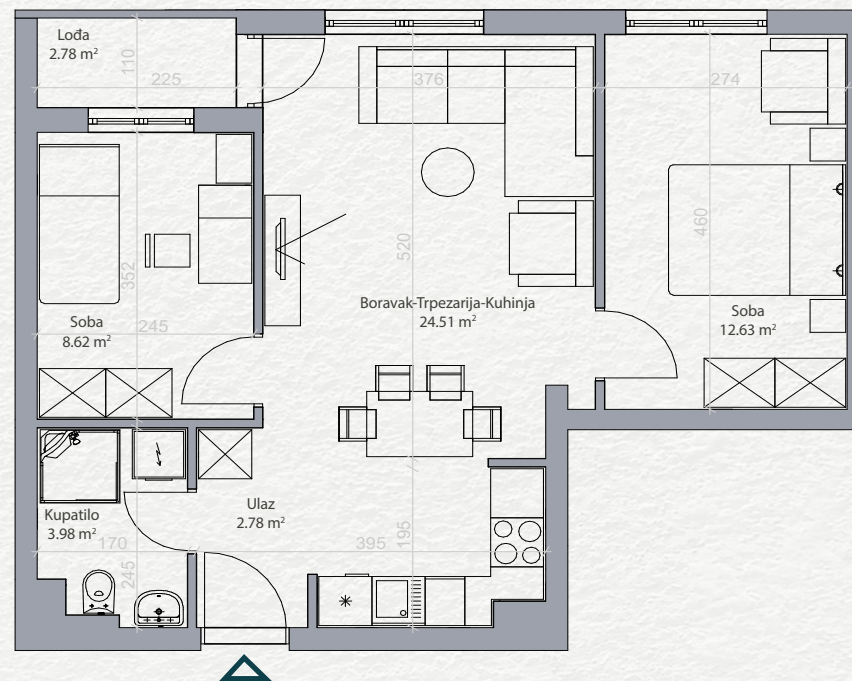 Lođa
2.78 m²
110
225
376
274
352
520
460
Soba
8.62 m²
245
Boravak-Trpezarija-Kuhinja
24.51 m²
Soba
12.63 m²
Ulaz
2.78 m²
Kupatilo
3.98 m²
170
245
395
195